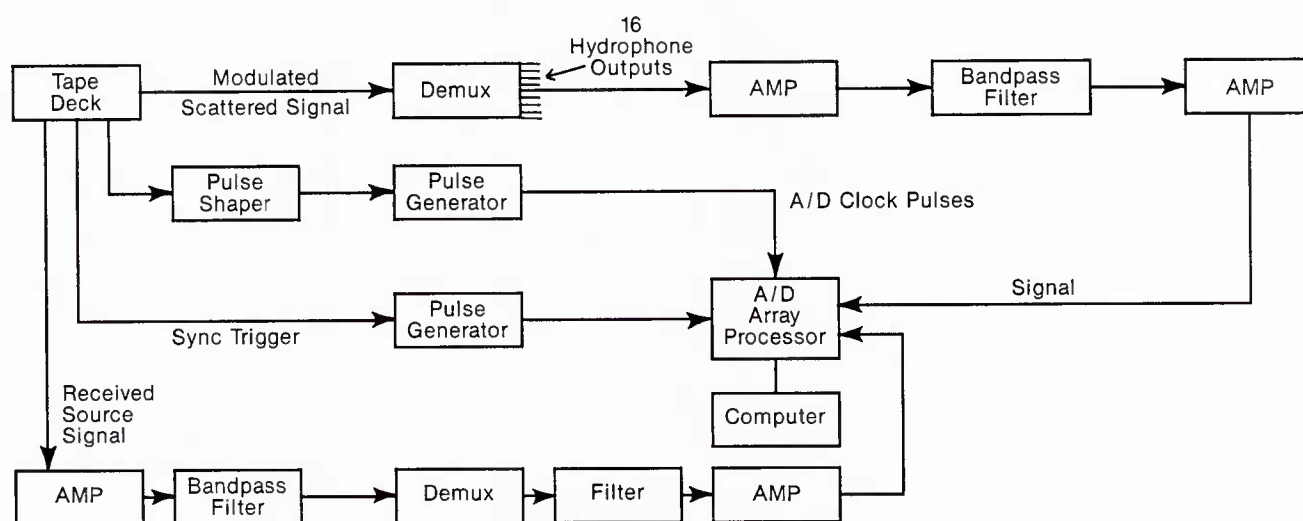 16
Hydrophone
Outputs
Tape
Deck
Modulated
Scattered Signal
Demux
AMP
Bandpass
Filter
AMP
Pulse
Shaper
Pulse
Generator
A/D Clock Pulses
Sync Trigger
Pulse
Generator
A/D
Array
Processor
Signal
Computer
Received
Source
Signal
AMP
Bandpass
Filter
Demux
Filter
AMP